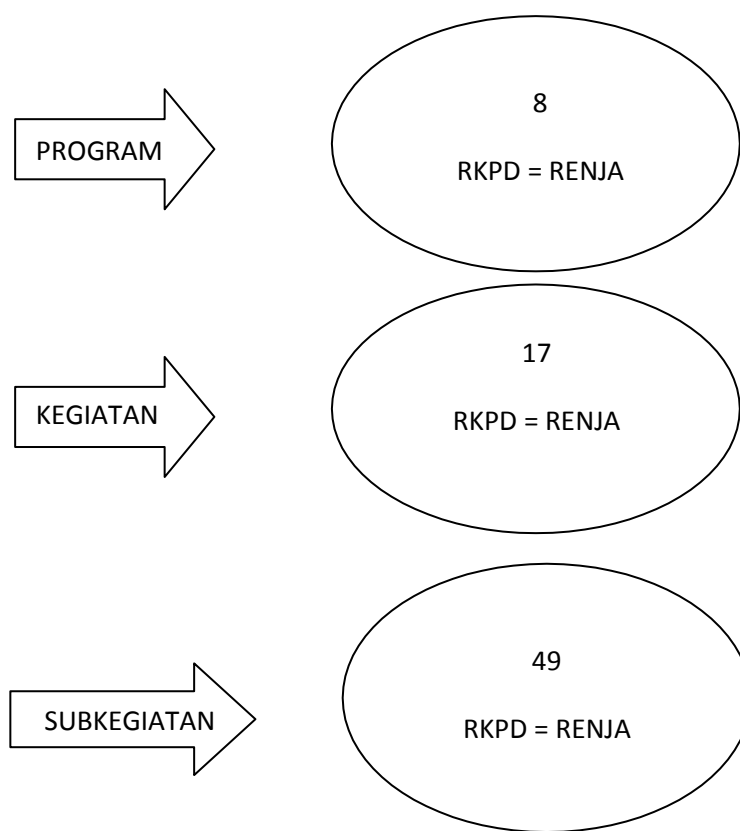 PROGRAM
8
RKPD = RENJA
KEGIATAN
17
RKPD = RENJA
SUBKEGIATAN
49
RKPD = RENJA